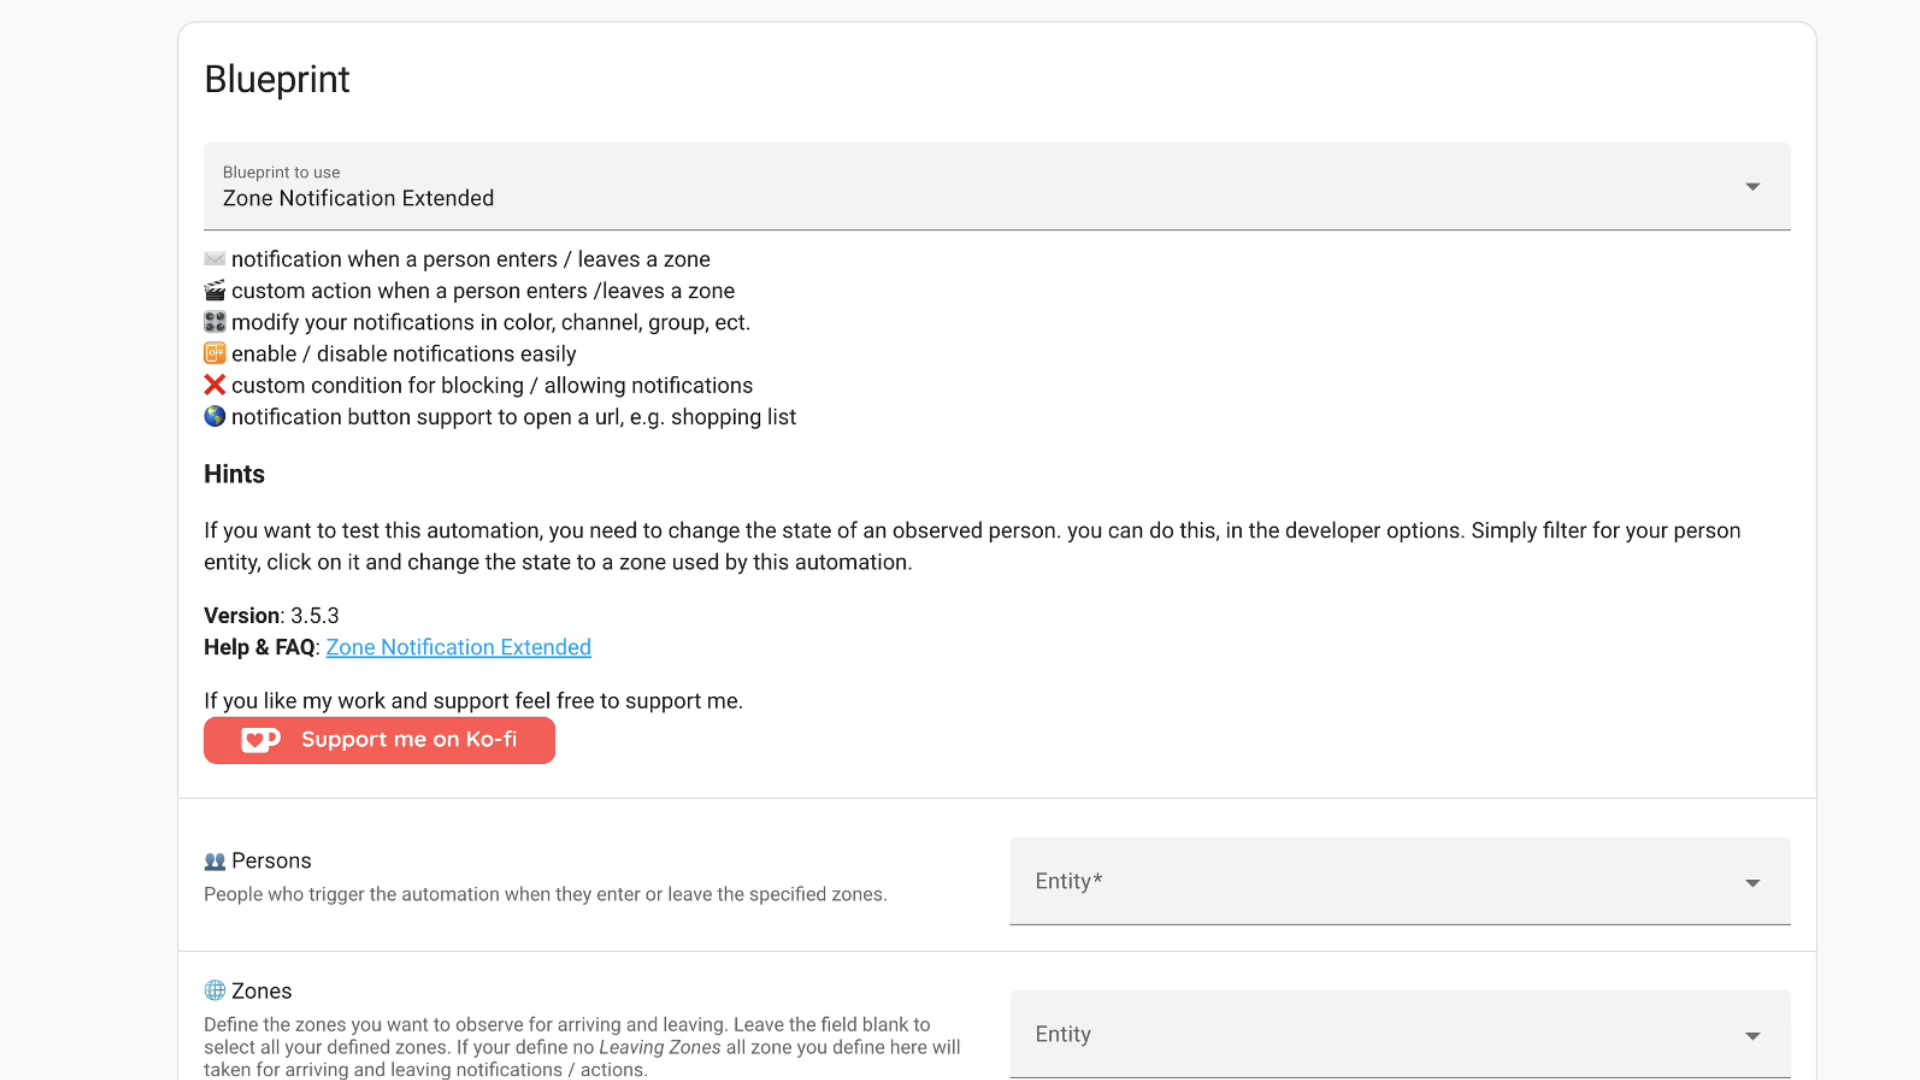 Blueprint
Blueprint to use
Zone Notification Extended
notification when a person enters / leaves a zone
custom action when a person enters /leaves a zone
modify your notifications in color, channel, group, ect.
OFF enable / disable notifications easily
custom condition for blocking / allowing notifications
notification button support to open a url, e.g. shopping list
Hints
If you want to test this automation, you need to change the state of an observed person. you can do this, in the developer options. Simply filter for your person
entity, click on it and change the state to a zone used by this automation.
Version: 3.5.3
Help & FAQ: Zone Notification Extended
If you like my work and support feel free to support me.
Support me on Ko-fi
Persons
People who trigger the automation when they enter or leave the specified zones.
Entity*
Zones
Define the zones you want to observe for arriving and leaving. Leave the field blank to
select all your defined zones. If your define no Leaving Zones all zone you define here will
taken for arriving and leaving notifications / actions.
Entity